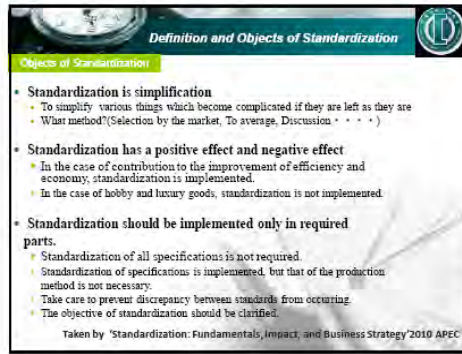 Definition and Objects of Standardization
Objects of Standardization
• Standardization is simplification
To simplify various things which become complicated if they are left as they are
What method?(Selection by the market, To average, Discussion・・・・)
• Standardization has a positive effect and negative effect
In the case of contribution to the improvement of efficiency and
economy, standardization is implemented.
In the case of hobby and luxury goods, standardization is not implemented.
• Standardization should be implemented only in required
parts.
Standardization of all specifications is not required.
Standardization of specifications is implemented, but that of the production
method is not necessary.
Take care to prevent discrepancy between standards from occuring.
The objective of standardization should be clarified.
Taken by 'Standardization: Fundamentals, Impact, and Business Strategy'2010 APEC